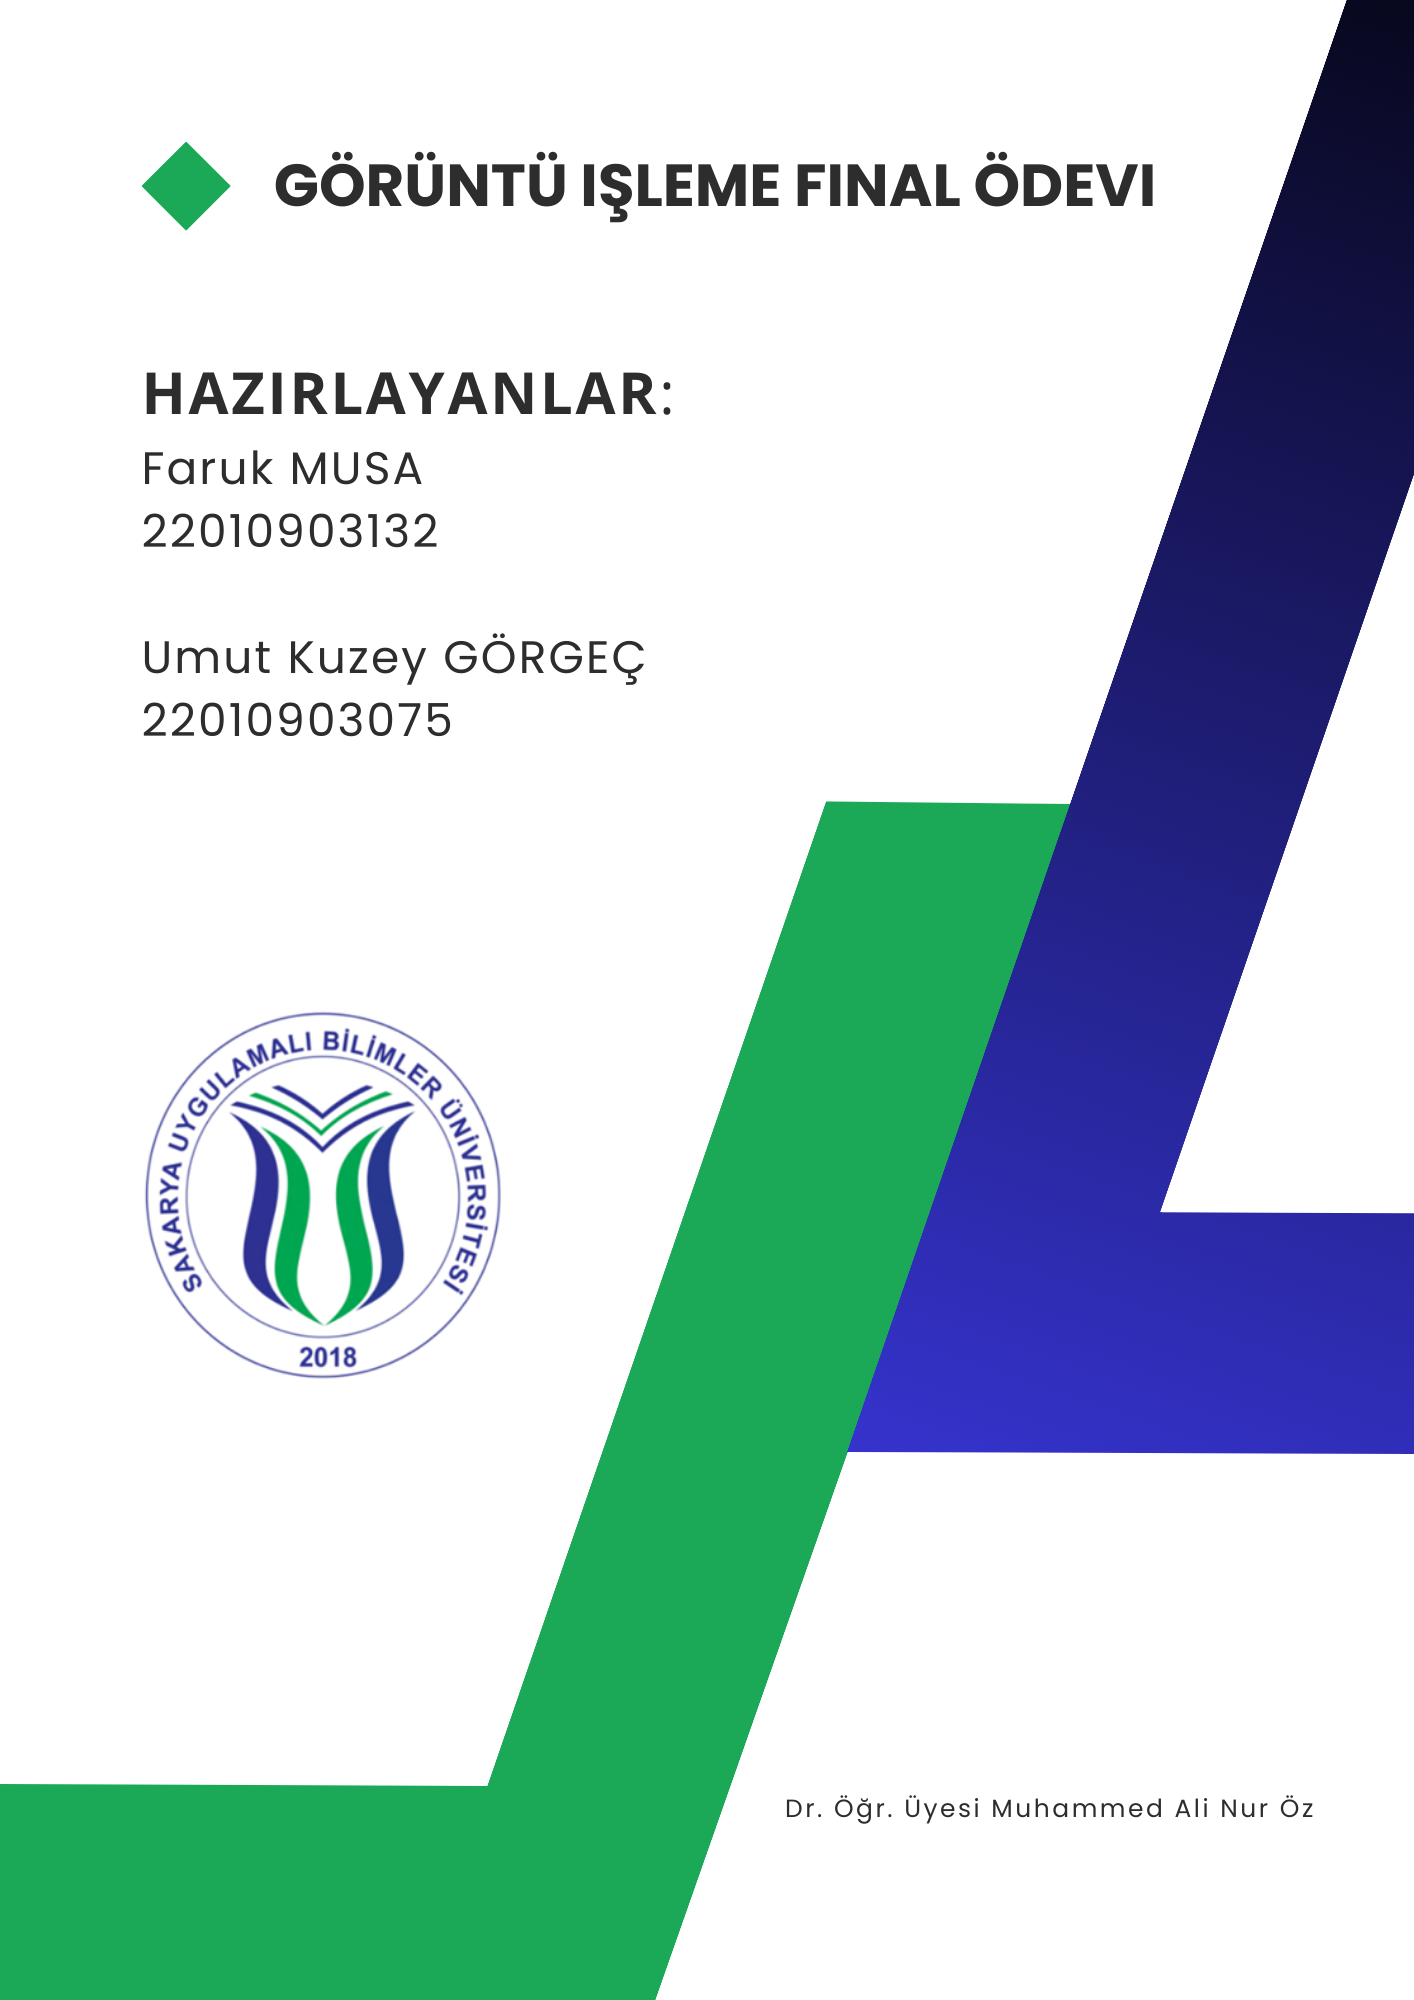 GÖRÜNTÜ IŞLEME FINAL ÖDEVI
HAZIRLAYANLAR:
Faruk MUSA
22010903132
Umut Kuzey GÖRGEÇ
22010903075
SAKARYA UYGULAMALI BİLİMLER ÜNİVERSİTESİ
2018
Dr. Öğr. Üyesi Muhammed Ali Nur Öz